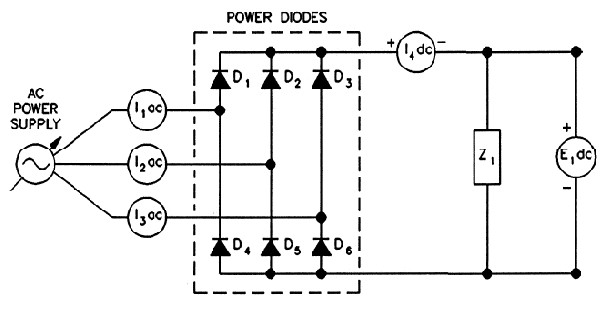 POWER DIODES
AC
POWER
SUPPLY
I1 ac
I2 ac
I3 ac
D1
D2
D3
D4
D5
D6
+ I4 dc -
Z1
+
E1 dc
-